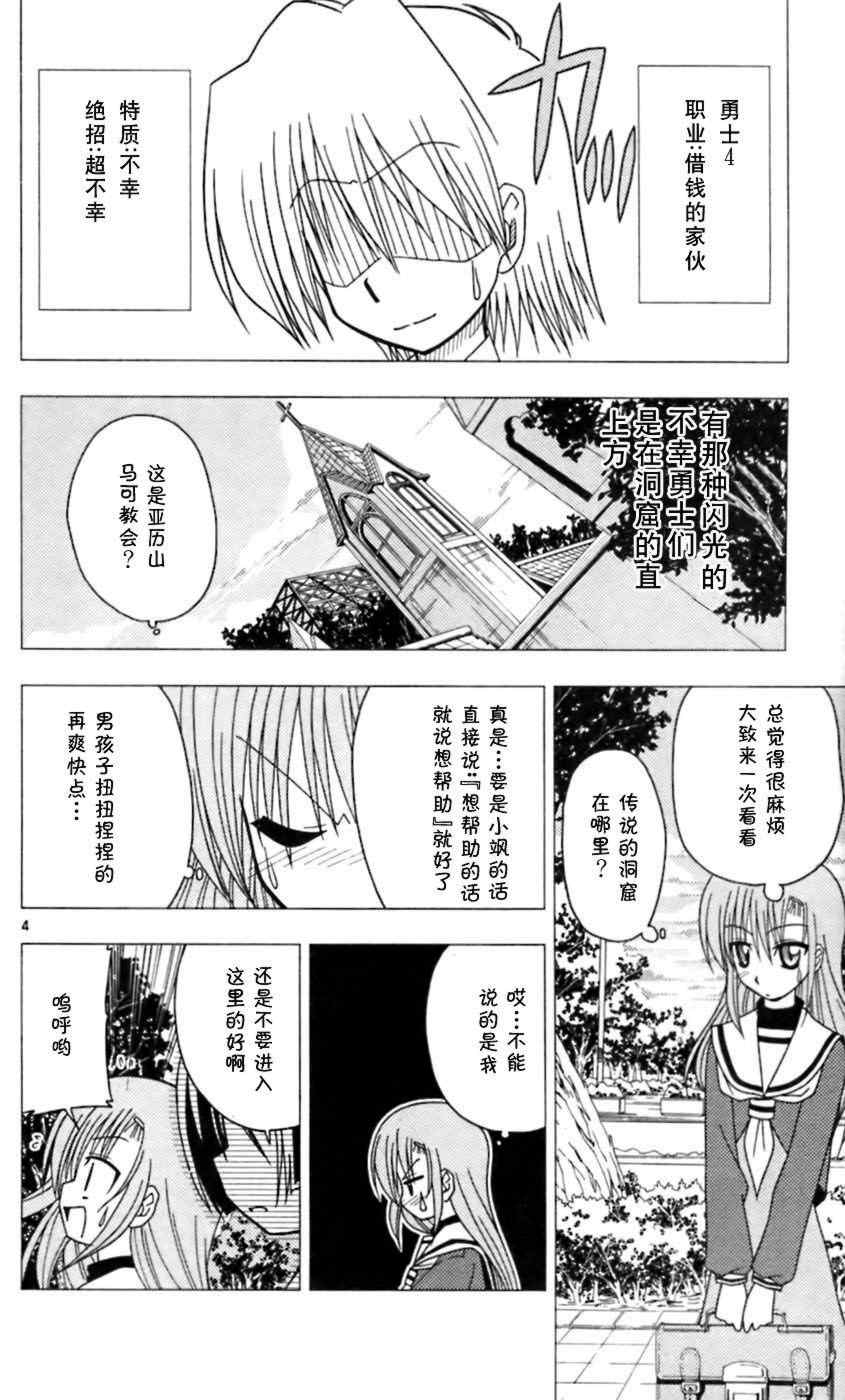 勇士4
职业:借钱的家伙
力
特质:不幸
绝招:超不幸
有那种闪光的
不幸勇士们
是在洞窟的直
上方
这是亚历山
马可教会?
总觉得很麻烦
大致来一次看看
传说的洞窟
在哪里?
真是…要是小飒的话
直接说:『想帮助的话
就说想帮助』就好了
男孩子扭扭捏捏的
再爽快点…
4
哎…不能
说的是我
还是不要进入
这里的好啊
呜呼哟